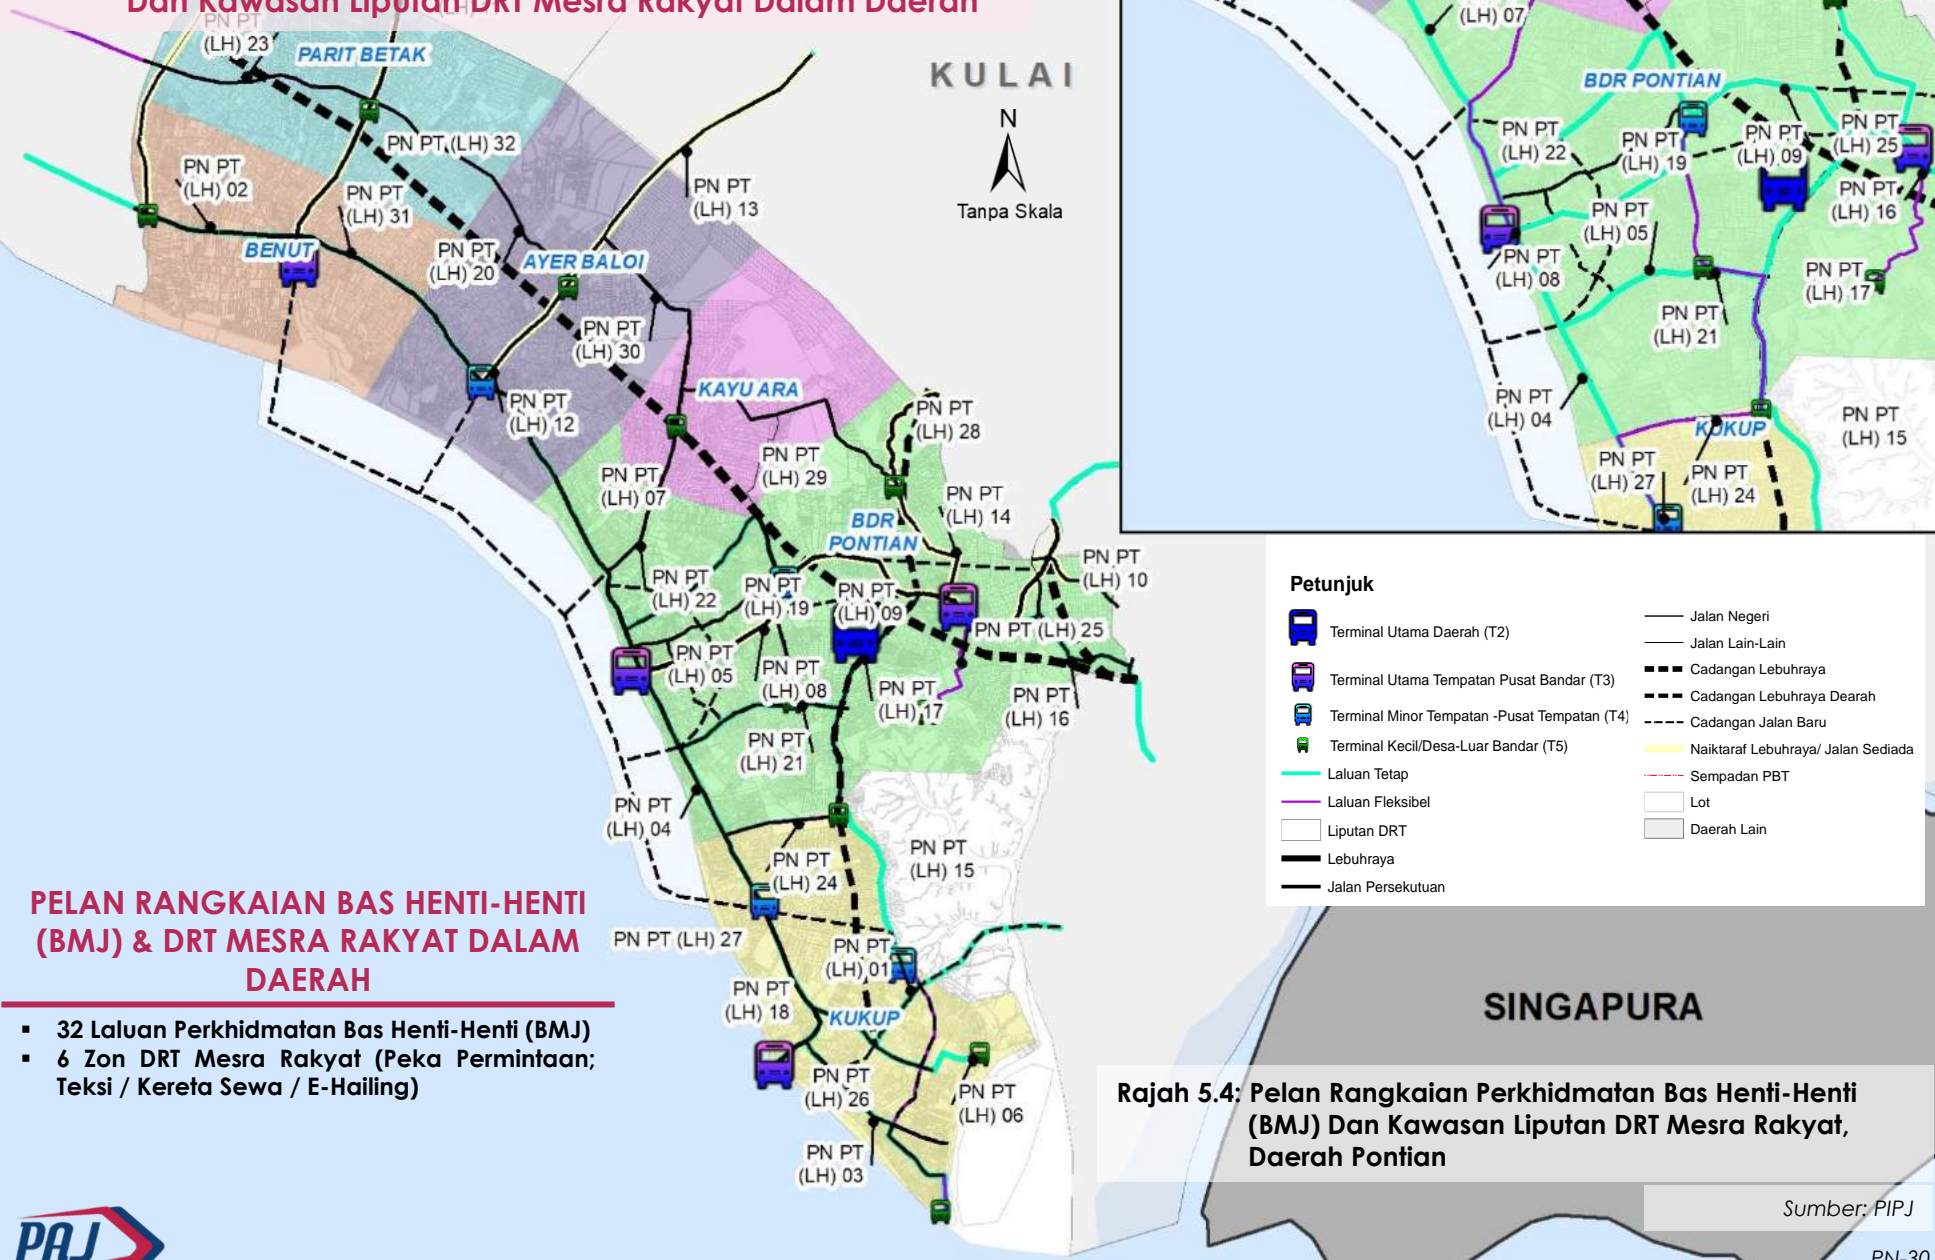 Dan Kawasan Liputan DRT Mesra Rakyat Dalam Daerah
PN PT
(LH) 23
PARIT BETAK
PN PT (LH) 32
PN PT
(LH) 02
PN PT
(LH) 31
BENUT
PN PT
(LH) 20
AYER BALOI
PN PT
(LH) 13
PN PT
(LH) 30
PN PT
(LH) 12
KAYU ARA
PN PT
(LH) 28
PN PT
(LH) 07
PN PT
(LH) 29
PN PT
(LH) 14
BDR
PONTIAN
PN PT
(LH) 10
PN PT
(LH) 22
PN PT
(LH) 19
PN PT
(LH) 09
PN PT (LH) 25
PN PT
(LH) 05
PN PT
(LH) 08
PN PT
(LH) 17
PN PT
(LH) 16
PN PT
(LH) 21
PN PT
(LH) 04
PN PT
(LH) 24
PN PT
(LH) 15
PN PT (LH) 27
PN PT
(LH) 01
PN PT
(LH) 18
KUKUP
PN PT
(LH) 26
PN PT
(LH) 06
PN PT
(LH) 03
KULAI
N
Tanpa Skala
(LH) 07
BDR PONTIAN
PN PT
(LH) 22
PN PT
(LH) 19
PN PT
(LH) 09
PN PT
(LH) 25
PN PT
(LH) 16
PN PT
(LH) 05
PN PT
(LH) 08
PN PT
(LH) 17
PN PT
(LH) 21
PN PT
(LH) 04
PN PT
(LH) 15
KUKUP
PN PT
(LH) 27
PN PT
(LH) 24
Petunjuk
Terminal Utama Daerah (T2)
Terminal Utama Tempatan Pusat Bandar (T3)
Terminal Minor Tempatan -Pusat Tempatan (T4)
Terminal Kecil/Desa-Luar Bandar (T5)
Laluan Tetap
Laluan Fleksibel
Liputan DRT
Lebuhraya
Jalan Persekutuan
Jalan Negeri
Jalan Lain-Lain
Cadangan Lebuhraya
Cadangan Lebuhraya Dearah
Cadangan Jalan Baru
Naiktaraf Lebuhraya/ Jalan Sediada
Sempadan PBT
Lot
Daerah Lain
PELAN RANGKAIAN BAS HENTI-HENTI
(BMJ) & DRT MESRA RAKYAT DALAM
DAERAH
▪ 32 Laluan Perkhidmatan Bas Henti-Henti (BMJ)
▪ 6 Zon DRT Mesra Rakyat (Peka Permintaan;
Teksi / Kereta Sewa / E-Hailing)
SINGAPURA
Rajah 5.4: Pelan Rangkaian Perkhidmatan Bas Henti-Henti
(BMJ) Dan Kawasan Liputan DRT Mesra Rakyat,
Daerah Pontian
Sumber: PIPJ
PN-30
PAJ